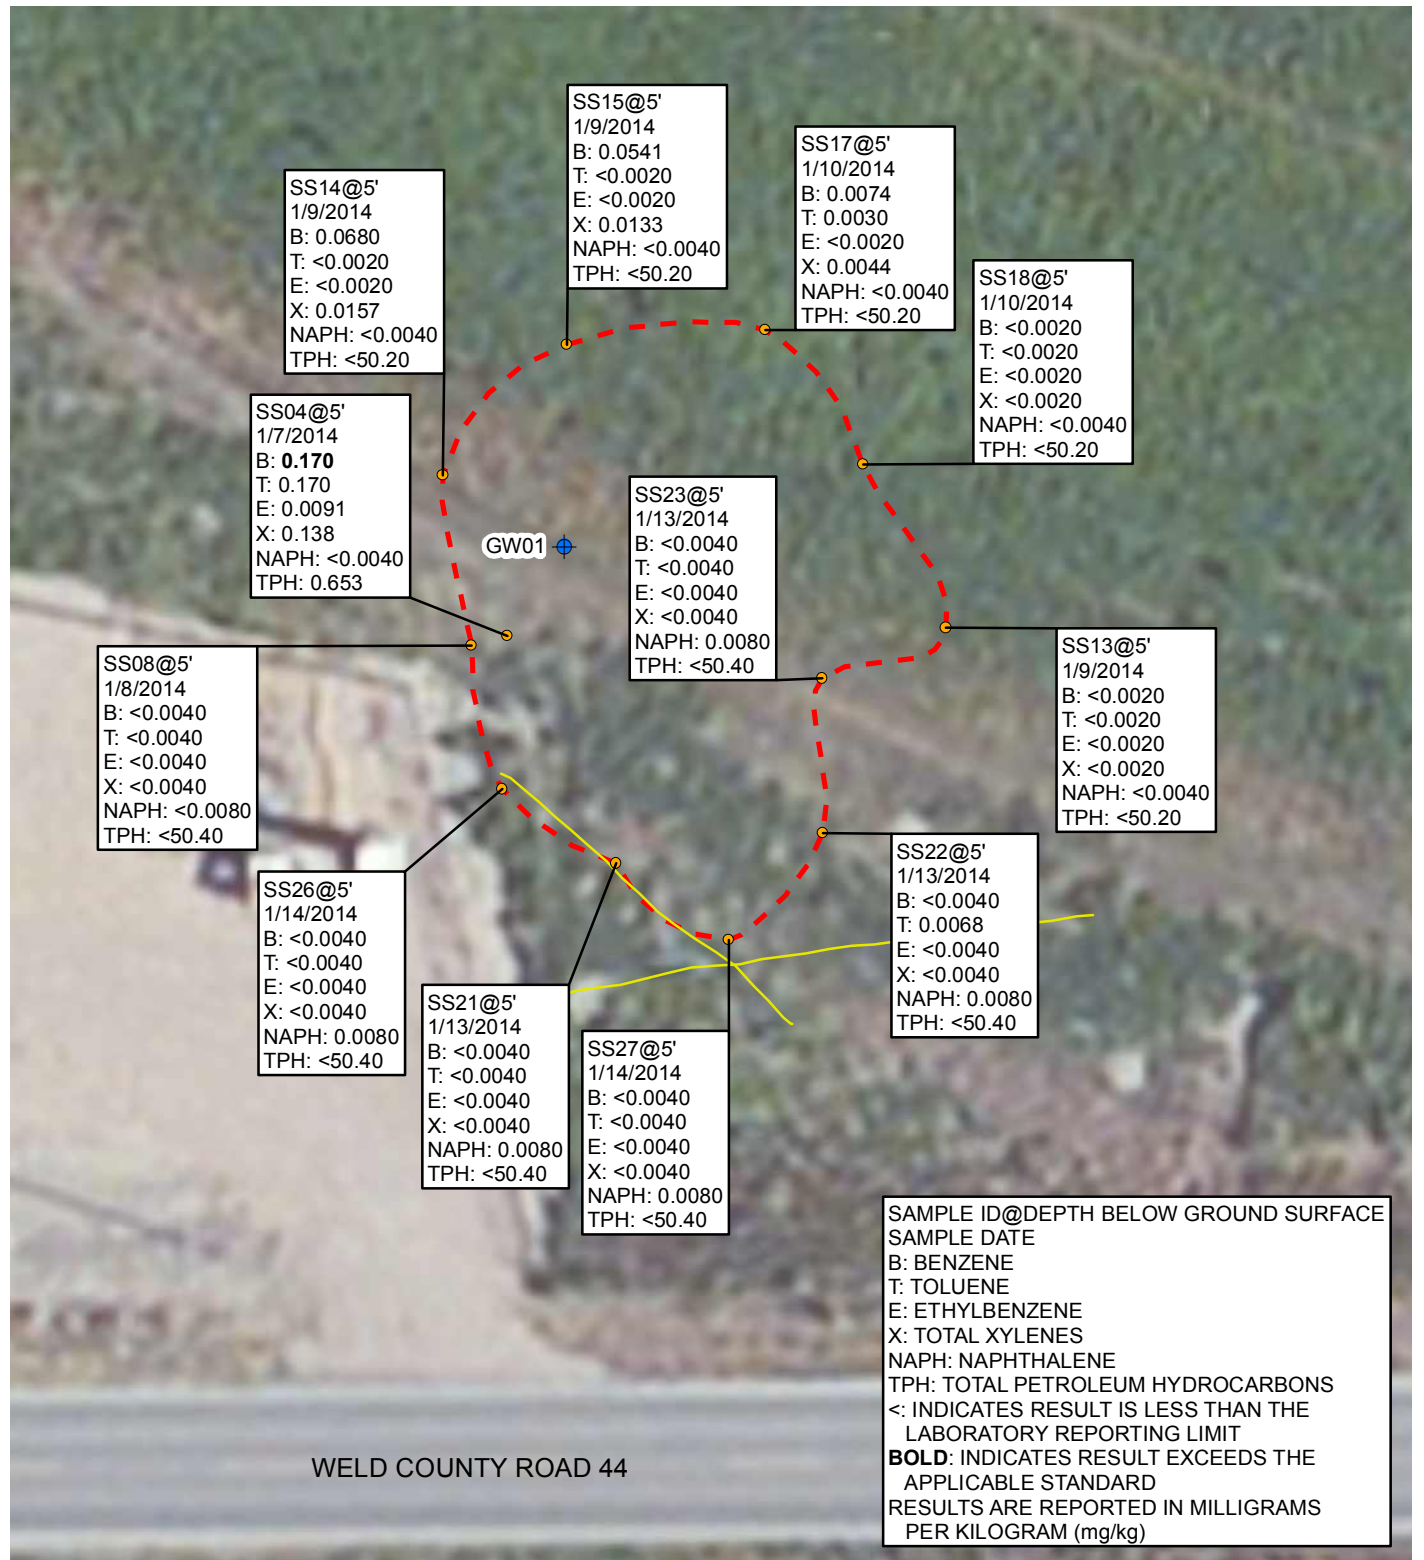 SS15@5'
1/9/2014
B: 0.0541
T: <0.0020
E: <0.0020
X: 0.0133
NAPH: <0.0040
TPH: <50.20
SS17@5'
1/10/2014
B: 0.0074
T: 0.0030
E: <0.0020
X: 0.0044
NAPH: <0.0040
TPH: <50.20
SS14@5'
1/9/2014
B: 0.0680
T: <0.0020
E: <0.0020
X: 0.0157
NAPH: <0.0040
TPH: <50.20
SS18@5'
1/10/2014
B: <0.0020
T: <0.0020
E: <0.0020
X: <0.0020
NAPH: <0.0040
TPH: <50.20
SS04@5'
1/7/2014
B: 0.170
T: 0.170
E: 0.0091
X: 0.138
NAPH: <0.0040
TPH: 0.653
SS23@5'
1/13/2014
B: <0.0040
T: <0.0040
E: <0.0040
X: <0.0040
NAPH: 0.0080
TPH: <50.40
GW01
SS13@5'
1/9/2014
B: <0.0020
T: <0.0020
E: <0.0020
X: <0.0020
NAPH: <0.0040
TPH: <50.20
SS08@5'
1/8/2014
B: <0.0040
T: <0.0040
E: <0.0040
X: <0.0040
NAPH: <0.0080
TPH: <50.40
SS22@5'
1/13/2014
B: <0.0040
T: 0.0068
E: <0.0040
X: <0.0040
NAPH: 0.0080
TPH: <50.40
SS26@5'
1/14/2014
B: <0.0040
T: <0.0040
E: <0.0040
X: <0.0040
NAPH: 0.0080
TPH: <50.40
SS21@5'
1/13/2014
B: <0.0040
T: <0.0040
E: <0.0040
X: <0.0040
NAPH: 0.0080
TPH: <50.40
SS27@5'
1/14/2014
B: <0.0040
T: <0.0040
E: <0.0040
X: <0.0040
NAPH: 0.0080
TPH: <50.40
SAMPLE ID@DEPTH BELOW GROUND SURFACE
SAMPLE DATE
B: BENZENE
T: TOLUENE
E: ETHYLBENZENE
X: TOTAL XYLENES
NAPH: NAPHTHALENE
TPH: TOTAL PETROLEUM HYDROCARBONS
<: INDICATES RESULT IS LESS THAN THE
LABORATORY REPORTING LIMIT
BOLD: INDICATES RESULT EXCEEDS THE
APPLICABLE STANDARD
RESULTS ARE REPORTED IN MILLIGRAMS
PER KILOGRAM (mg/kg)
WELD COUNTY ROAD 44